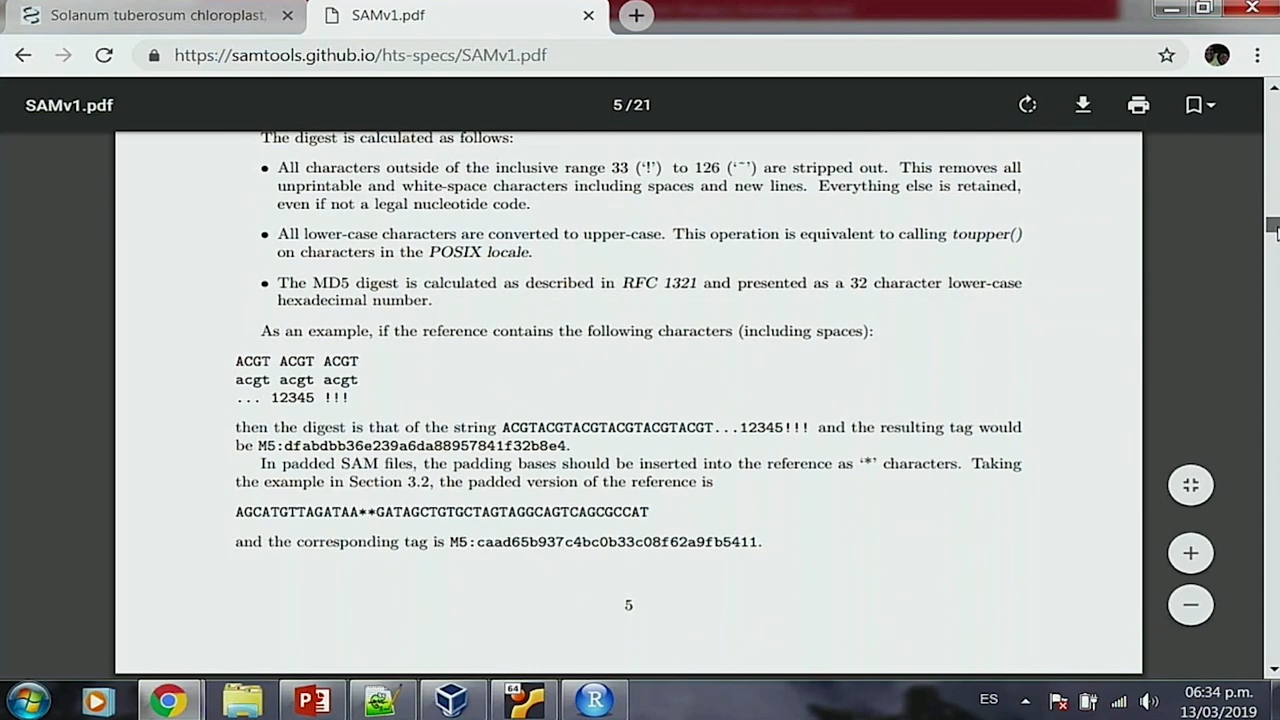 Solanum tuberosum chloroplast,
SAMv1.pdf
https://samtools.github.io/hts-specs/SAMv1.pdf
SAMv1.pdf
5 / 21
The digest is calculated as follows:
• All characters outside of the inclusive range 33 (‘!’) to 126 (‘~’) are stripped out. This removes all
unprintable and white-space characters including spaces and new lines. Everything else is retained,
even if not a legal nucleotide code.
• All lower-case characters are converted to upper-case. This operation is equivalent to calling toupper()
on characters in the POSIX locale.
• The MD5 digest is calculated as described in RFC 1321 and presented as a 32 character lower-case
hexadecimal number.
As an example, if the reference contains the following characters (including spaces):
ACGT ACGT ACGT
acgt acgt acgt
... 12345 !!!
then the digest is that of the string ACGTACGTACGTACGTACGTACGT...12345!!! and the resulting tag would
be M5:dfabdbb36e239a6da88957841f32b8e4.
In padded SAM files, the padding bases should be inserted into the reference as ‘*’ characters. Taking
the example in Section 3.2, the padded version of the reference is
AGCATGTTAGATAA**GATAGCTGTGCTAGTAGGCAGTCAGCGCCAT
and the corresponding tag is M5:caad65b937c4bc0b33c08f62a9fb5411.
5
64
ES
06:34 p.m.
13/03/2019